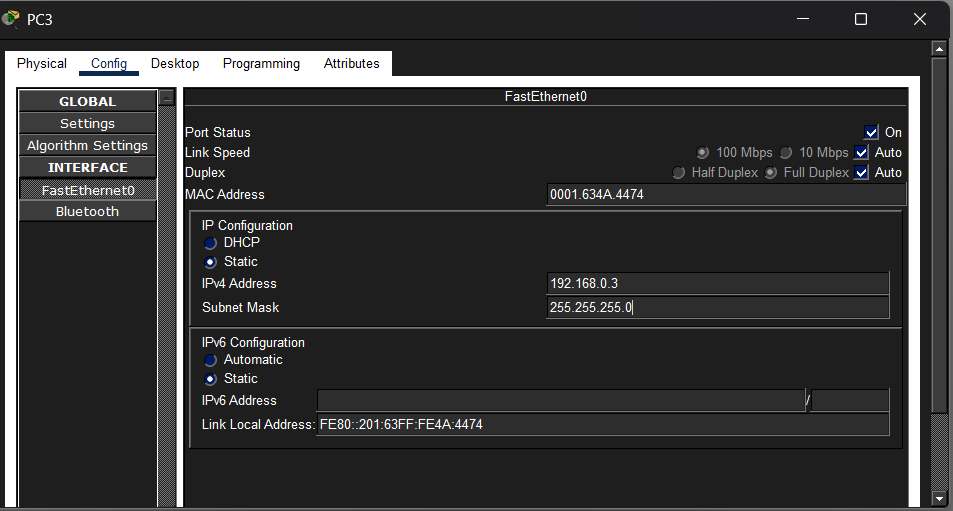 PC3
Physical Config Desktop Programming Attributes
GLOBAL
Settings
Algorithm Settings
INTERFACE
FastEthernet0
Bluetooth
FastEthernet0
Port Status On
Link Speed 100 Mbps 10 Mbps Auto
Duplex Half Duplex Full Duplex Auto
MAC Address 0001.634A.4474
IP Configuration
DHCP
Static
IPv4 Address 192.168.0.3
Subnet Mask 255.255.255.0
IPv6 Configuration
Automatic
Static
IPv6 Address /
Link Local Address: FE80::201:63FF:FE4A:4474